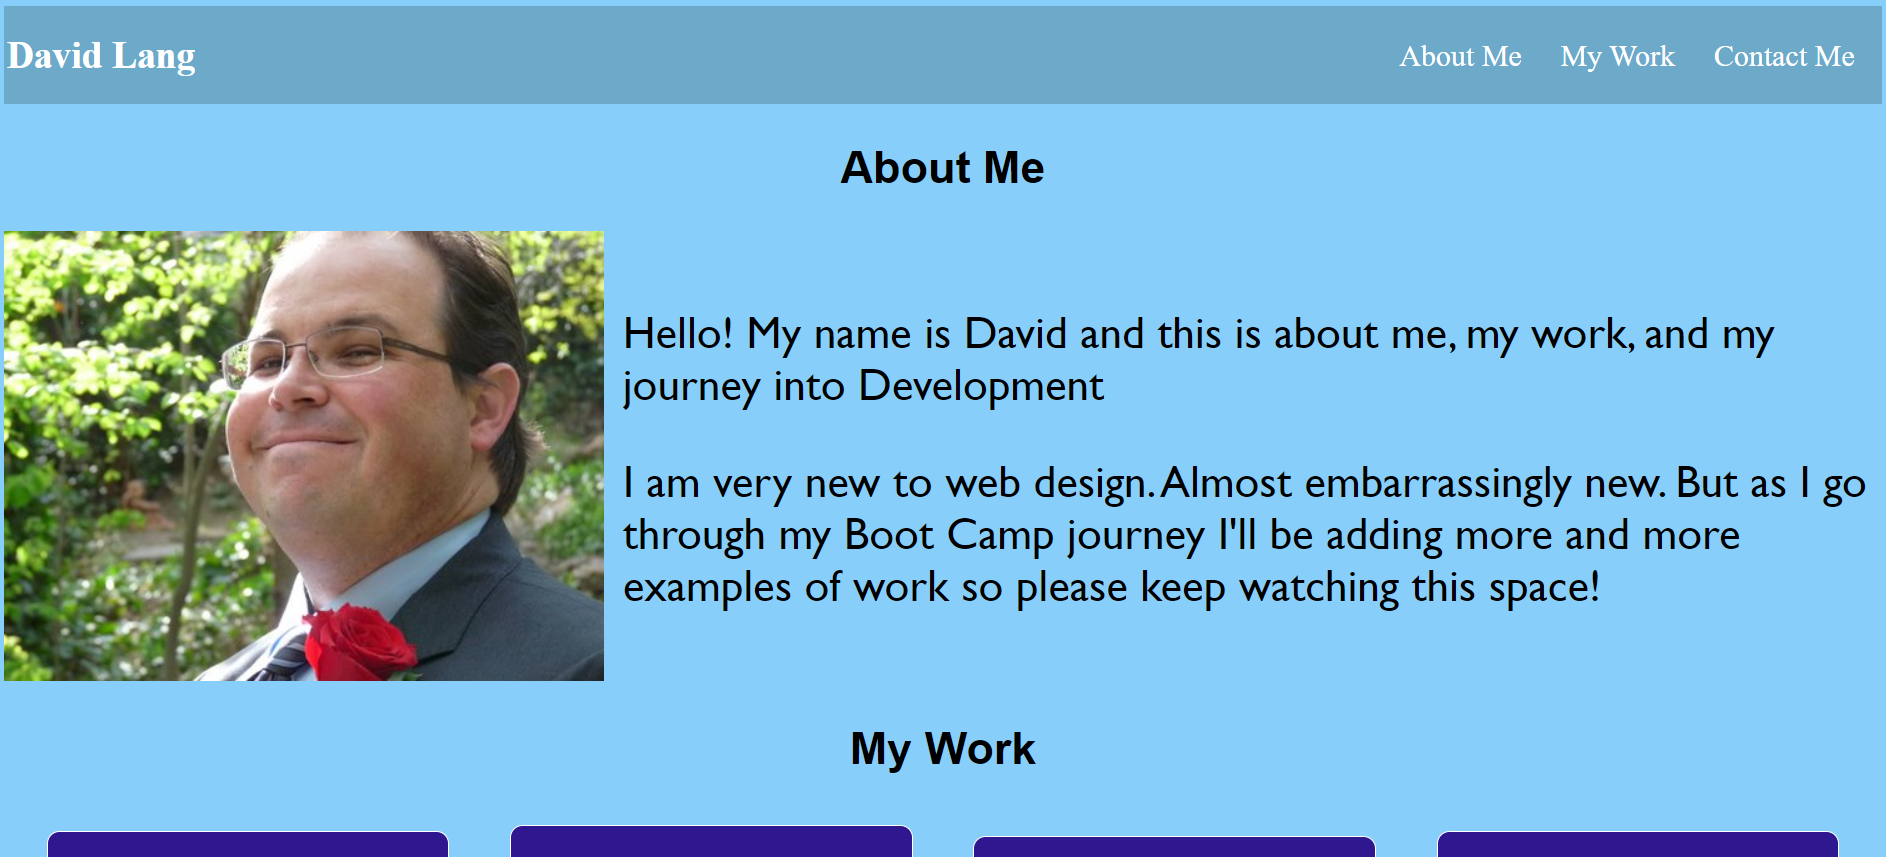 David Lang
About Me My Work Contact Me
About Me
Hello! My name is David and this is about me, my work, and my
journey into Development
I am very new to web design. Almost embarrassingly new. But as I go
through my Boot Camp journey I'll be adding more and more
examples of work so please keep watching this space!
My Work